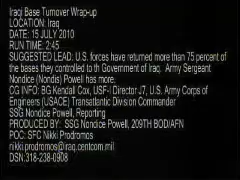 Iraqi Base Turnover Wrap-up
LOCATION: Iraq
DATE: 15 JULY 2010
RUN TIME: 2:45
SUGGESTED LEAD: U.S. forces have returned more than 75 percent of
the bases they controlled to th Government of Iraq. Army Sergeant
Nondice (Nondis) Powell has more.
CG INFO: BG Kendall Cox, USF-I Director J7, U.S. Army Corps of
Engineers (USACE) Transatlantic Division Commander
SSG Nondice Powell, Reporting
PRODUCED BY: SSG Nondice Powell, 209TH BOD/AFN
POC: SFC Nikki Prodromos
nikki.prodromos@iraq.centcom.mil
DSN:318-238-0908